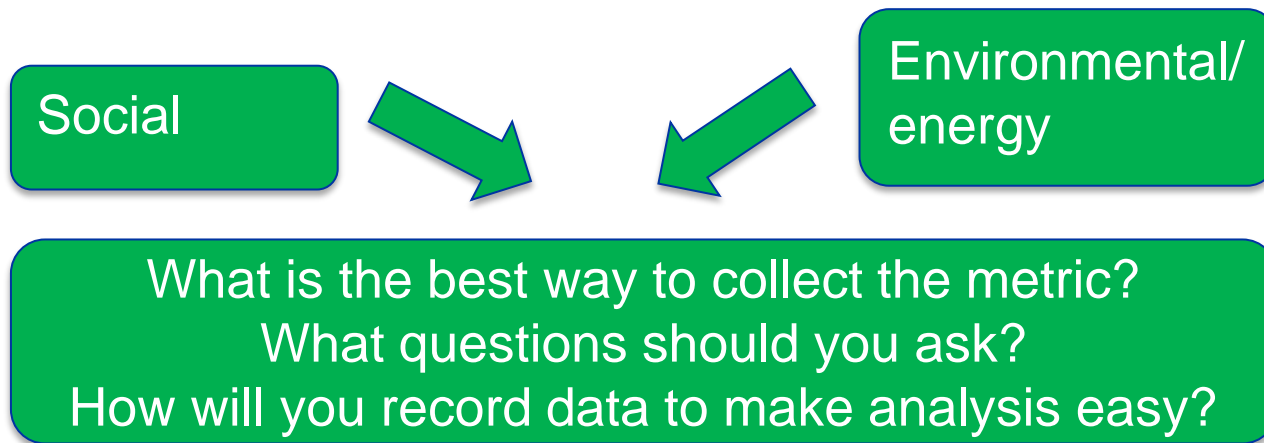 Social
Environmental/
energy
What is the best way to collect the metric?
What questions should you ask?
How will you record data to make analysis easy?